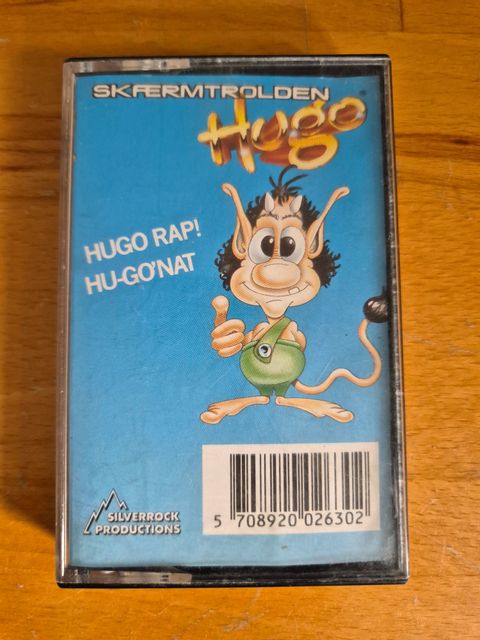 SKÆRMTROLDEN
Hugo
HUGO RAP!
HU-GO'NAT
SILVERROCK
PRODUCTIONS
5 708920 026302